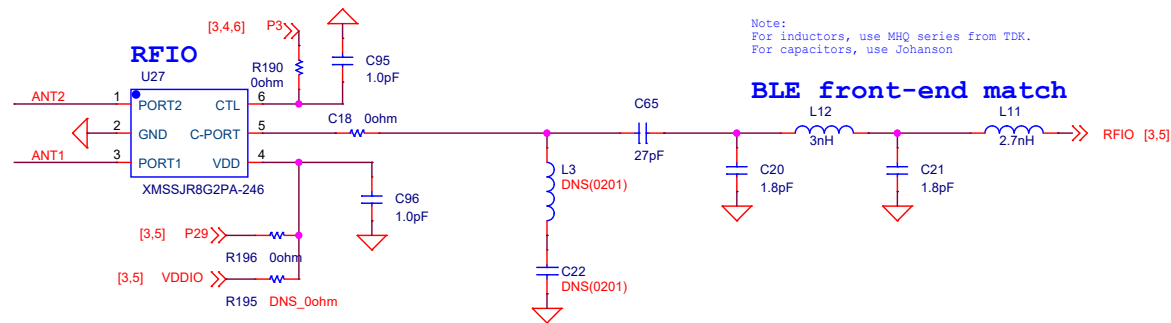 Note:
For inductors, use MHQ series from TDK.
For capacitors, use Johanson
[3,4,6] P3
RFIO
U27
R190
0ohm
C95
1.0pF
BLE front-end match
ANT2
1
PORT2
CTL
6
C18 0ohm
C65
27pF
L12
3nH
L11
2.7nH
RFIO [3,5]
2
GND
C-PORT
5
ANT1
3
PORT1
VDD
4
XMSSJR8G2PA-246
L3
DNS(0201)
C20
1.8pF
C21
1.8pF
C96
1.0pF
[3,5] P29
R196 0ohm
[3,5] VDDIO
R195 DNS_0ohm
C22
DNS(0201)